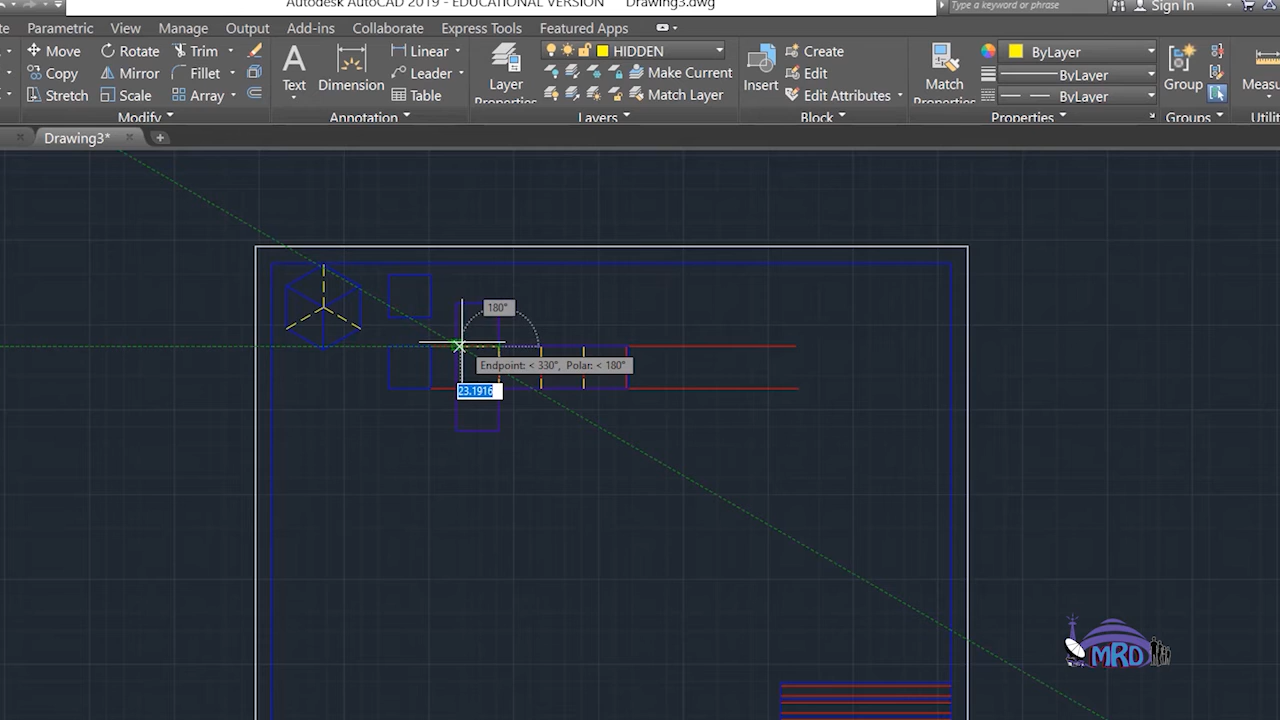 Autodesk AutoCAD 2019 - EDUCATIONAL VERSION Drawing3.dwg
Type a keyword or phrase
Sign In
Parametric View Manage Output Add-ins Collaborate Express Tools Featured Apps
Move Rotate Trim
Copy Mirror Fillet
Stretch Scale Array
Modify
Text
Dimension
Linear
Leader
Table
Annotation
Layer
Properties
HIDDEN
Make Current
Match Layer
Layers
Insert
Create
Edit
Edit Attributes
Block
Match
Properties
ByLayer
ByLayer
ByLayer
Properties
Group
Groups
Drawing3*
180°
Endpoint: < 330°, Polar: < 180°
23.1916
MRD